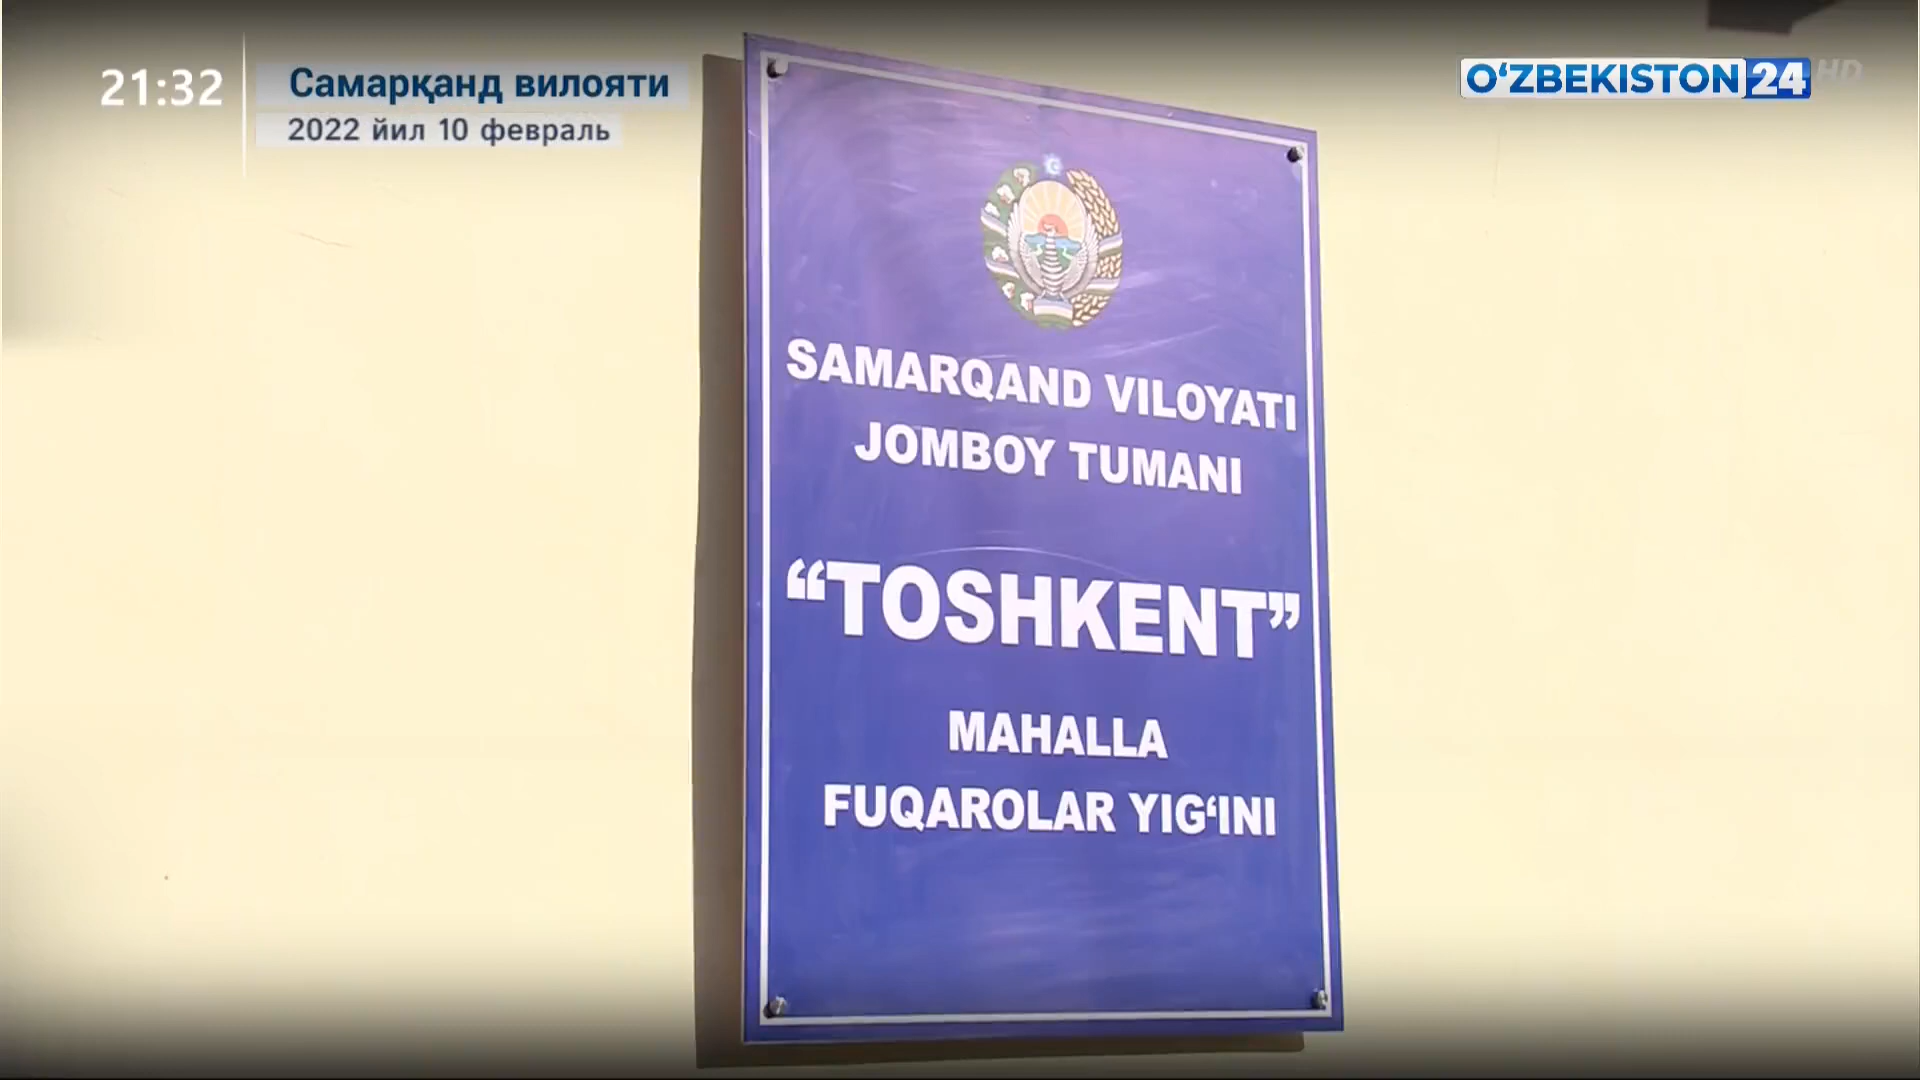 21:32
Самарқанд вилояти
2022 йил 10 февраль
O‘ZBEKISTON 24 HD
SAMARQAND VILOYATI
JOMBOY TUMANI
“TOSHKENT”
MAHALLA
FUQAROLAR YIG‘INI